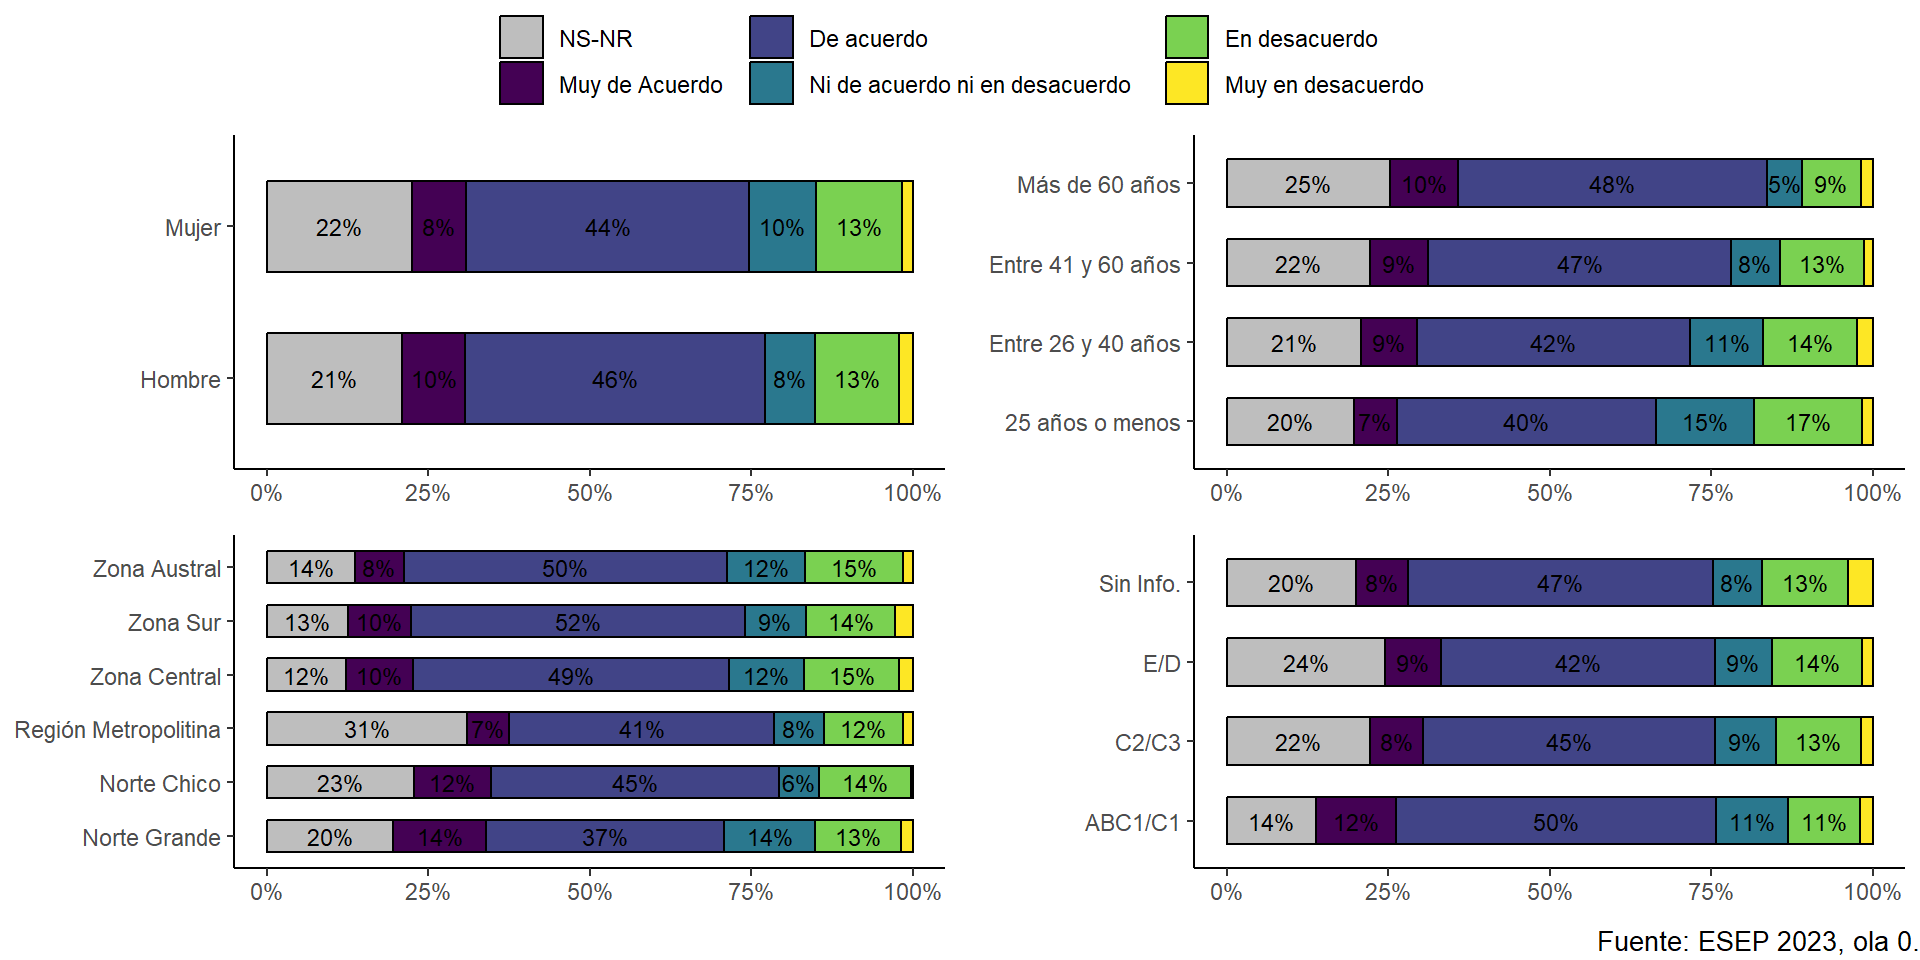 NS-NR De acuerdo En desacuerdo
Muy de Acuerdo Ni de acuerdo ni en desacuerdo Muy en desacuerdo
Mujer 22% 8% 44% 10% 13%
Hombre 21% 10% 46% 8% 13%
0% 25% 50% 75% 100%
Más de 60 años 25% 10% 48% 5% 9%
Entre 41 y 60 años 22% 9% 47% 8% 13%
Entre 26 y 40 años 21% 9% 42% 11% 14%
25 años o menos 20% 7% 40% 15% 17%
0% 25% 50% 75% 100%
Zona Austral 14% 8% 50% 12% 15%
Zona Sur 13% 10% 52% 9% 14%
Zona Central 12% 10% 49% 12% 15%
Región Metropolitina 31% 7% 41% 8% 12%
Norte Chico 23% 12% 45% 6% 14%
Norte Grande 20% 14% 37% 14% 13%
0% 25% 50% 75% 100%
Sin Info. 20% 8% 47% 8% 13%
E/D 24% 9% 42% 9% 14%
C2/C3 22% 8% 45% 9% 13%
ABC1/C1 14% 12% 50% 11% 11%
0% 25% 50% 75% 100%
Fuente: ESEP 2023, ola 0.